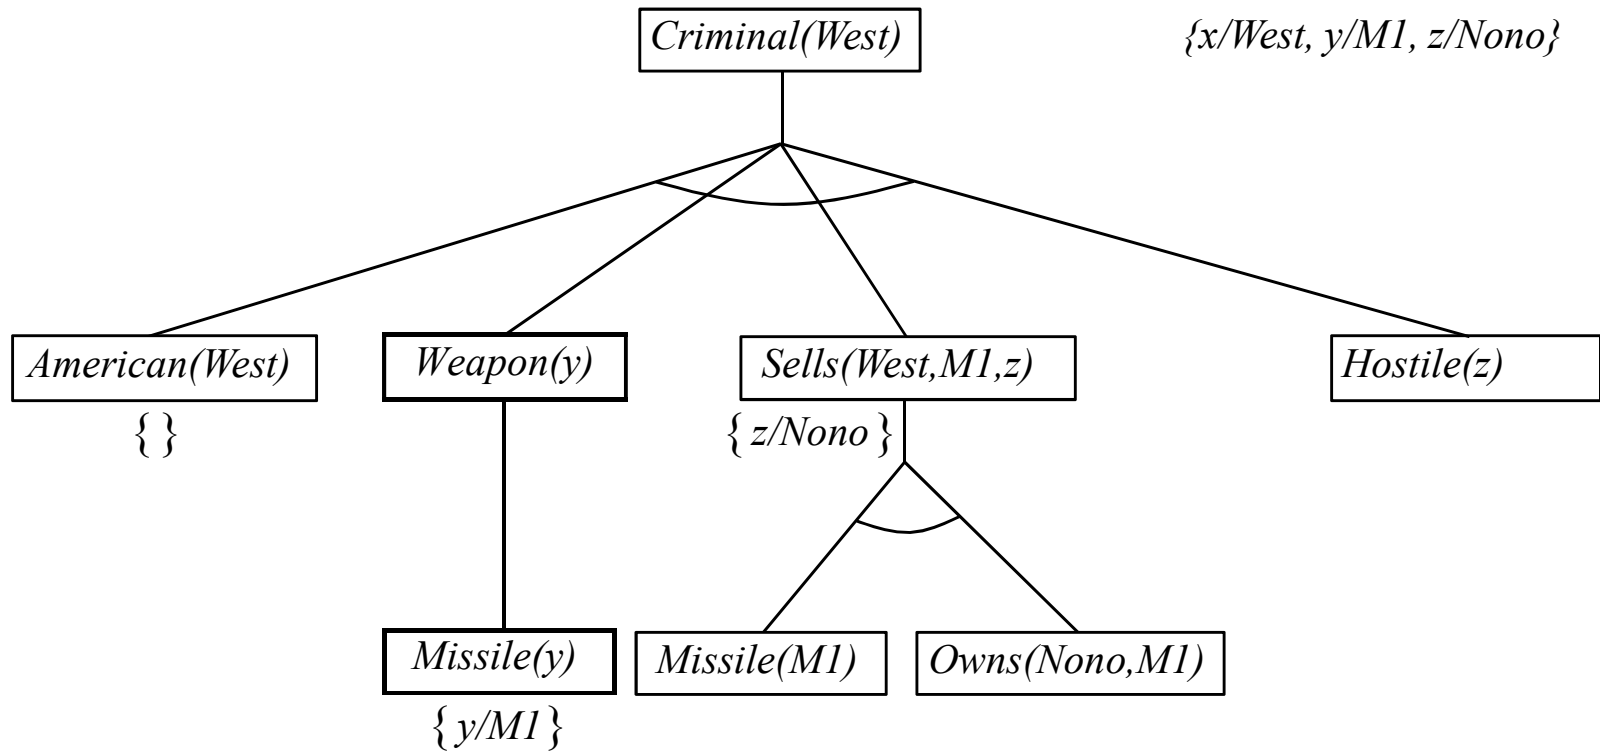 Criminal(West)
{x/West, y/M1, z/Nono}
American(West)
Weapon(y)
Sells(West,M1,z)
Hostile(z)
{ }
{ z/Nono }
Missile(y)
Missile(M1)
Owns(Nono,M1)
{ y/M1 }